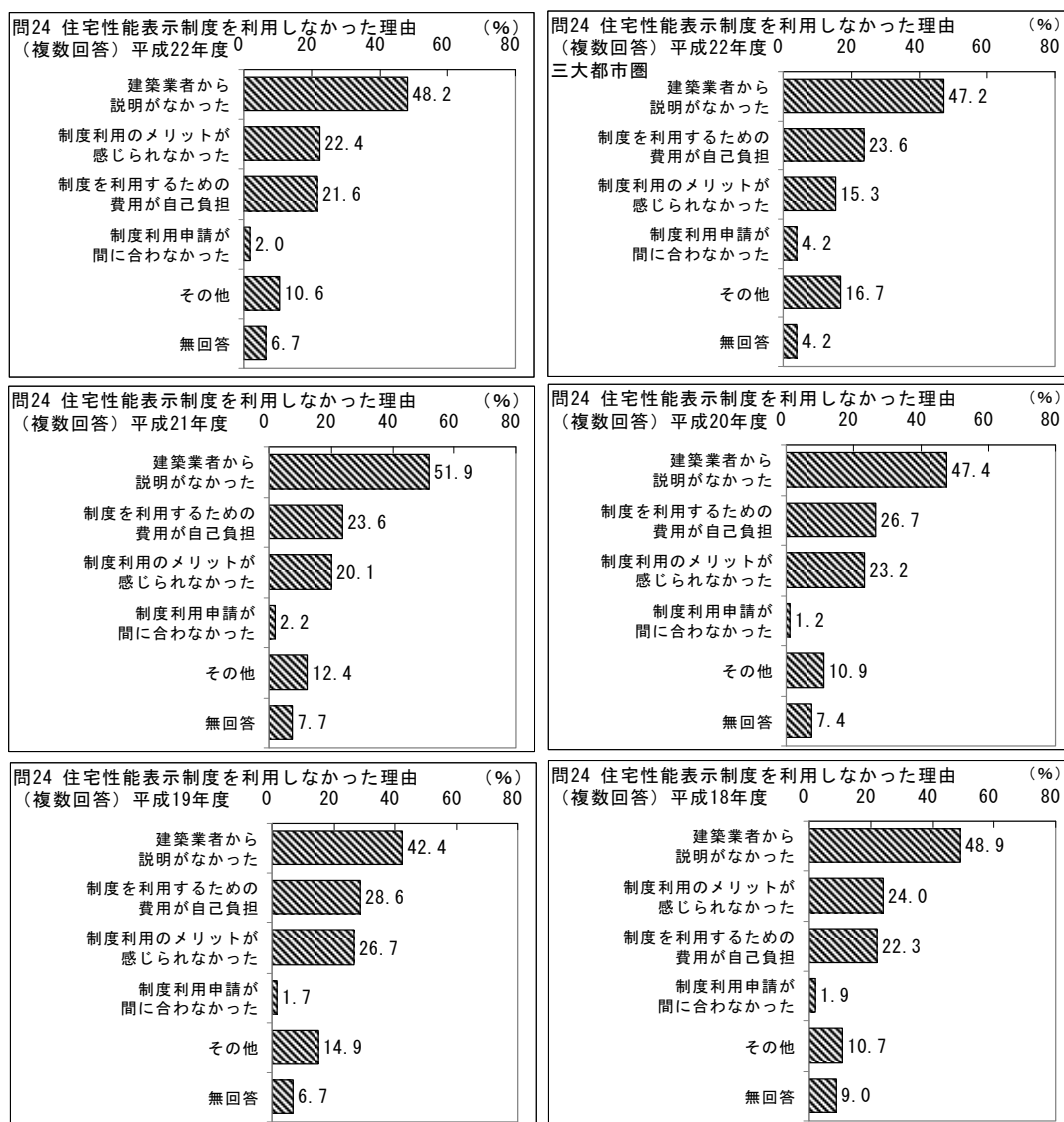 問24 住宅性能表示制度を利用しなかった理由 (%)
（複数回答）平成22年度 0 20 40 60 80
建築業者から
説明がなかった
48.2
制度利用のメリットが
感じられなかった
22.4
制度を利用するための
費用が自己負担
21.6
制度利用申請が
間に合わなかった
2.0
その他 10.6
無回答 6.7
問24 住宅性能表示制度を利用しなかった理由 (%)
（複数回答）平成22年度 0 20 40 60 80
三大都市圏
建築業者から
説明がなかった
47.2
制度を利用するための
費用が自己負担
23.6
制度利用のメリットが
感じられなかった
15.3
制度利用申請が
間に合わなかった
4.2
その他 16.7
無回答 4.2
問24 住宅性能表示制度を利用しなかった理由 (%)
（複数回答）平成21年度 0 20 40 60 80
建築業者から
説明がなかった
51.9
制度を利用するための
費用が自己負担
23.6
制度利用のメリットが
感じられなかった
20.1
制度利用申請が
間に合わなかった
2.2
その他 12.4
無回答 7.7
問24 住宅性能表示制度を利用しなかった理由 (%)
（複数回答）平成20年度 0 20 40 60 80
建築業者から
説明がなかった
47.4
制度を利用するための
費用が自己負担
26.7
制度利用のメリットが
感じられなかった
23.2
制度利用申請が
間に合わなかった
1.2
その他 10.9
無回答 7.4
問24 住宅性能表示制度を利用しなかった理由 (%)
（複数回答）平成19年度 0 20 40 60 80
建築業者から
説明がなかった
42.4
制度を利用するための
費用が自己負担
28.6
制度利用のメリットが
感じられなかった
26.7
制度利用申請が
間に合わなかった
1.7
その他 14.9
無回答 6.7
問24 住宅性能表示制度を利用しなかった理由 (%)
（複数回答）平成18年度 0 20 40 60 80
建築業者から
説明がなかった
48.9
制度利用のメリットが
感じられなかった
24.0
制度を利用するための
費用が自己負担
22.3
制度利用申請が
間に合わなかった
1.9
その他 10.7
無回答 9.0